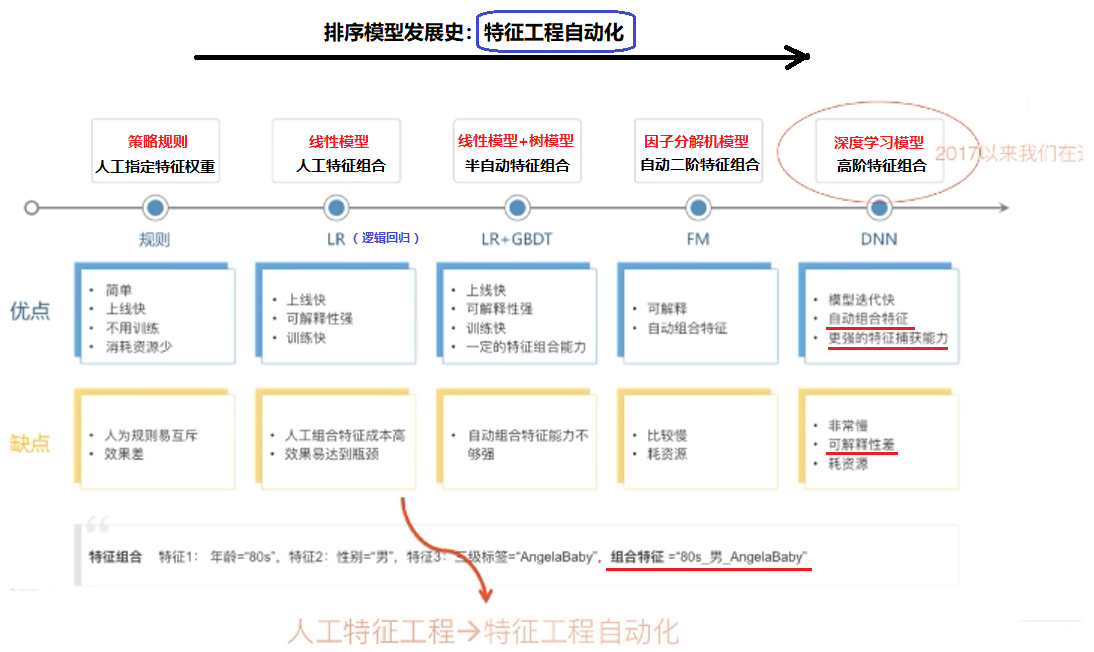 排序模型发展史：特征工程自动化
策略规则
人工指定特征权重
线性模型
人工特征组合
线性模型+树模型
半自动特征组合
因子分解机模型
自动二阶特征组合
深度学习模型
高阶特征组合
2017以来我们在
规则
LR（逻辑回归）
LR+GBDT
FM
DNN
优点
• 简单
• 上线快
• 不用训练
• 消耗资源少
• 上线快
• 可解释性强
• 训练快
• 上线快
• 可解释性强
• 训练快
• 一定的特征组合能力
• 可解释
• 自动组合特征
• 模型迭代快
• 自动组合特征
• 更强的特征捕获能力
缺点
• 人为规则易互斥
• 效果差
• 人工组合特征成本高
• 效果易达到瓶颈
• 自动组合特征能力不
够强
• 比较慢
• 耗资源
• 非常慢
• 可解释性差
• 耗资源
特征组合 特征1： 年龄=“80s”，特征2：性别=“男”，特征3：三级标签=“AngelaBaby”，组合特征 =“80s_男_AngelaBaby”
人工特征工程→特征工程自动化